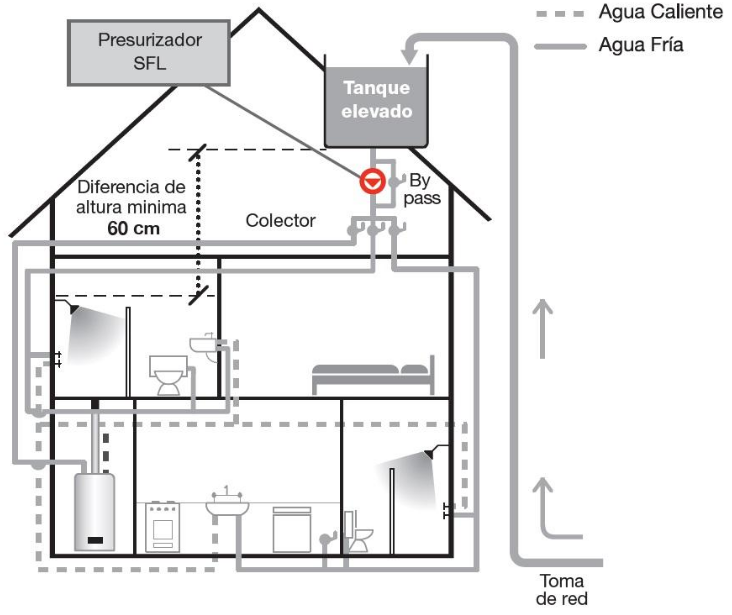 Agua Caliente
Agua Fría
Presurizador
SFL
Tanque
elevado
Diferencia de
altura minima
60 cm
By
pass
Colector
Toma
de red